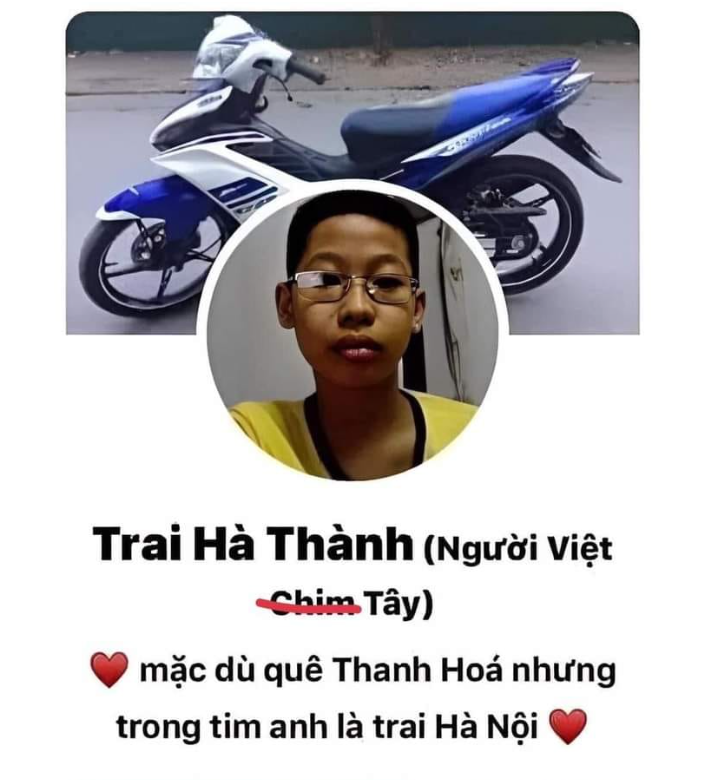 Trai Hà Thành (Người Việt
Chim Tây)
❤️ mặc dù quê Thanh Hoá nhưng
trong tim anh là trai Hà Nội ❤️